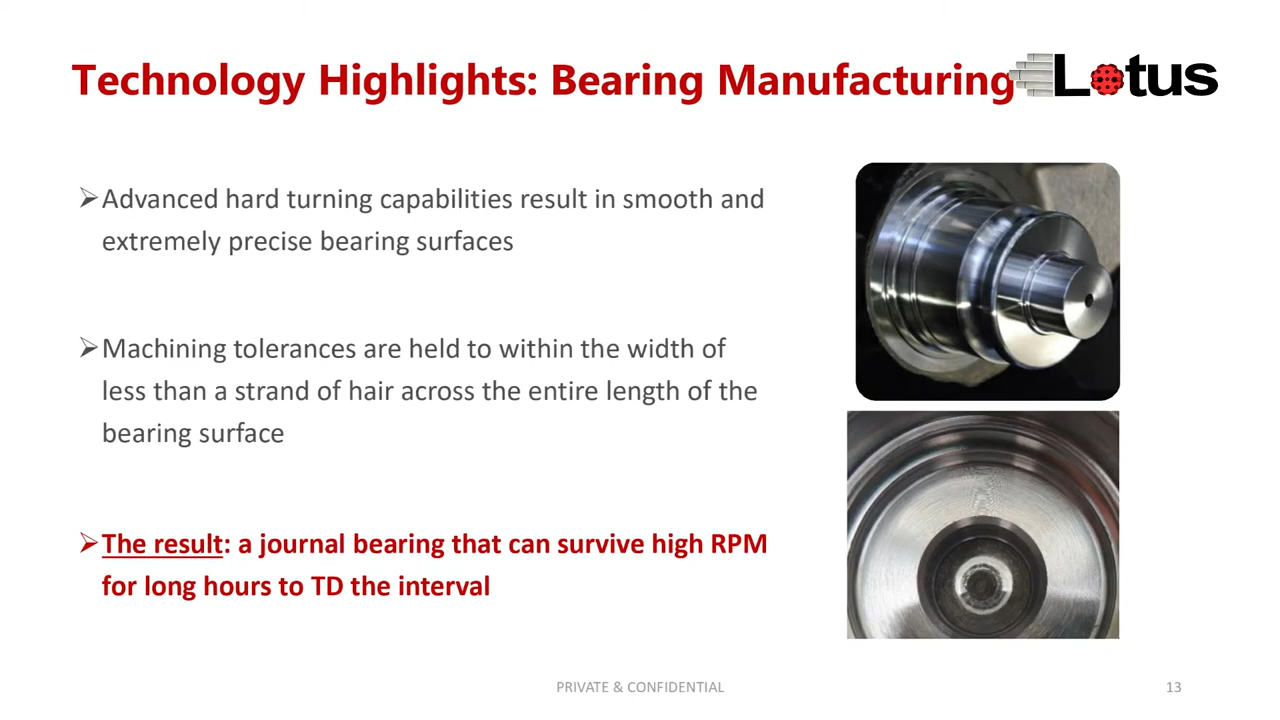 Technology Highlights: Bearing Manufacturing
Lotus
➢Advanced hard turning capabilities result in smooth and
extremely precise bearing surfaces
➢Machining tolerances are held to within the width of
less than a strand of hair across the entire length of the
bearing surface
➢The result: a journal bearing that can survive high RPM
for long hours to TD the interval
PRIVATE & CONFIDENTIAL
13